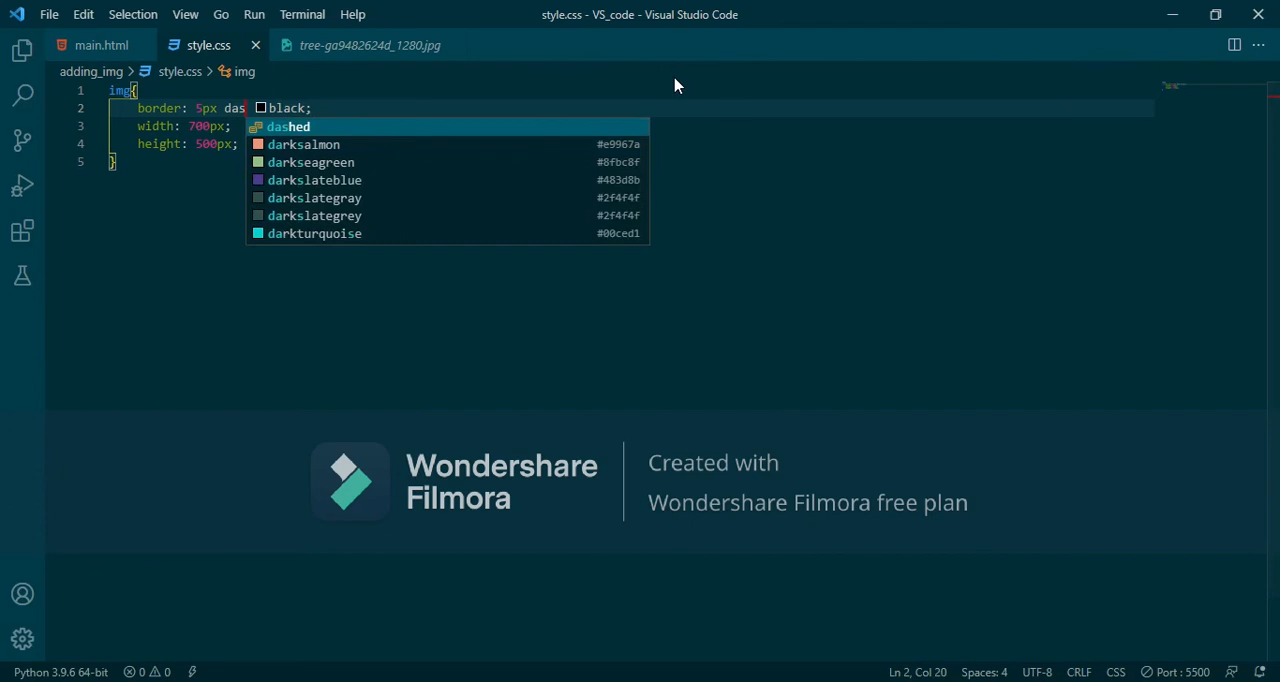 File Edit Selection View Go Run Terminal Help style.css - VS_code - Visual Studio Code
main.html style.css tree-ga9482624d_1280.jpg
adding_img > style.css > img
1 img{
2 border: 5px das black;
3 width: 700px;
4 height: 500px;
5 }
dashed
darksalmon #e9967a
darkseagreen #8fbc8f
darkslateblue #483d8b
darkslategray #2f4f4f
darkslategrey #2f4f4f
darkturquoise #00ced1
Wondershare
Filmora
Created with
Wondershare Filmora free plan
Python 3.9.6 64-bit 0 0 Ln 2, Col 20 Spaces: 4 UTF-8 CRLF CSS Port : 5500